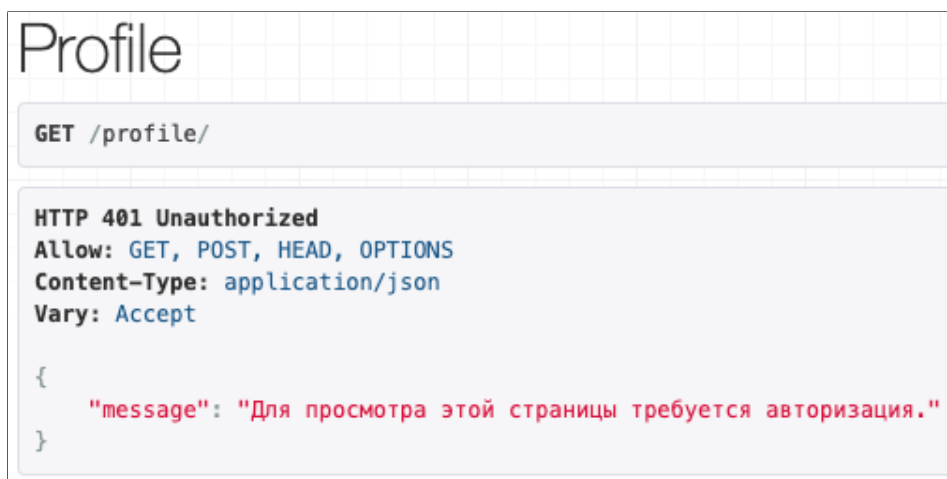 Profile
GET /profile/
HTTP 401 Unauthorized
Allow: GET, POST, HEAD, OPTIONS
Content-Type: application/json
Vary: Accept
{
"message": "Для просмотра этой страницы требуется авторизация."
}